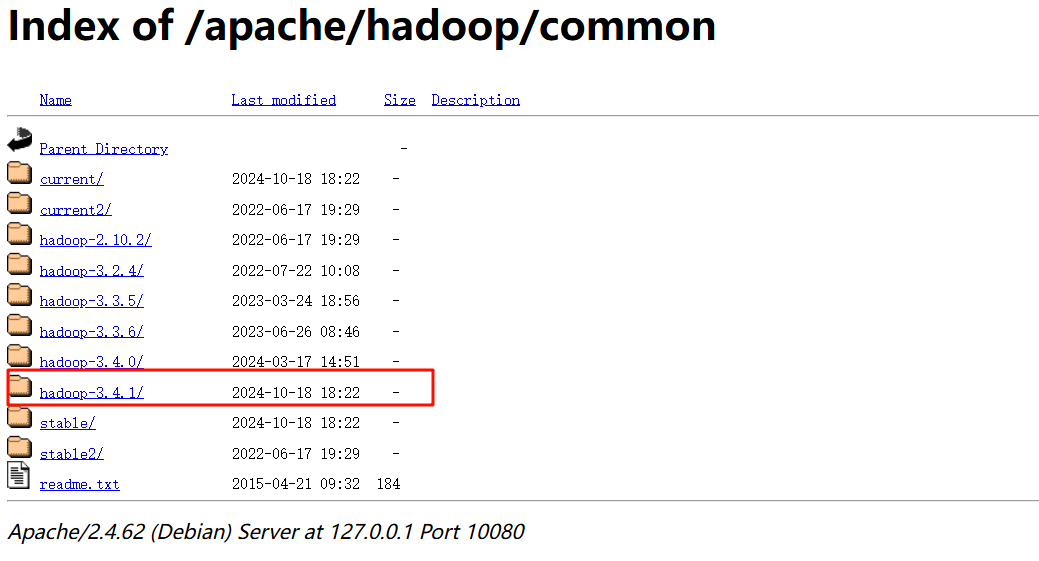 Index of /apache/hadoop/common
Name Last modified Size Description
Parent Directory -
current/ 2024-10-18 18:22 -
current2/ 2022-06-17 19:29 -
hadoop-2.10.2/ 2022-06-17 19:29 -
hadoop-3.2.4/ 2022-07-22 10:08 -
hadoop-3.3.5/ 2023-03-24 18:56 -
hadoop-3.3.6/ 2023-06-26 08:46 -
hadoop-3.4.0/ 2024-03-17 14:51 -
hadoop-3.4.1/ 2024-10-18 18:22 -
stable/ 2024-10-18 18:22 -
stable2/ 2022-06-17 19:29 -
readme.txt 2015-04-21 09:32 184
Apache/2.4.62 (Debian) Server at 127.0.0.1 Port 10080